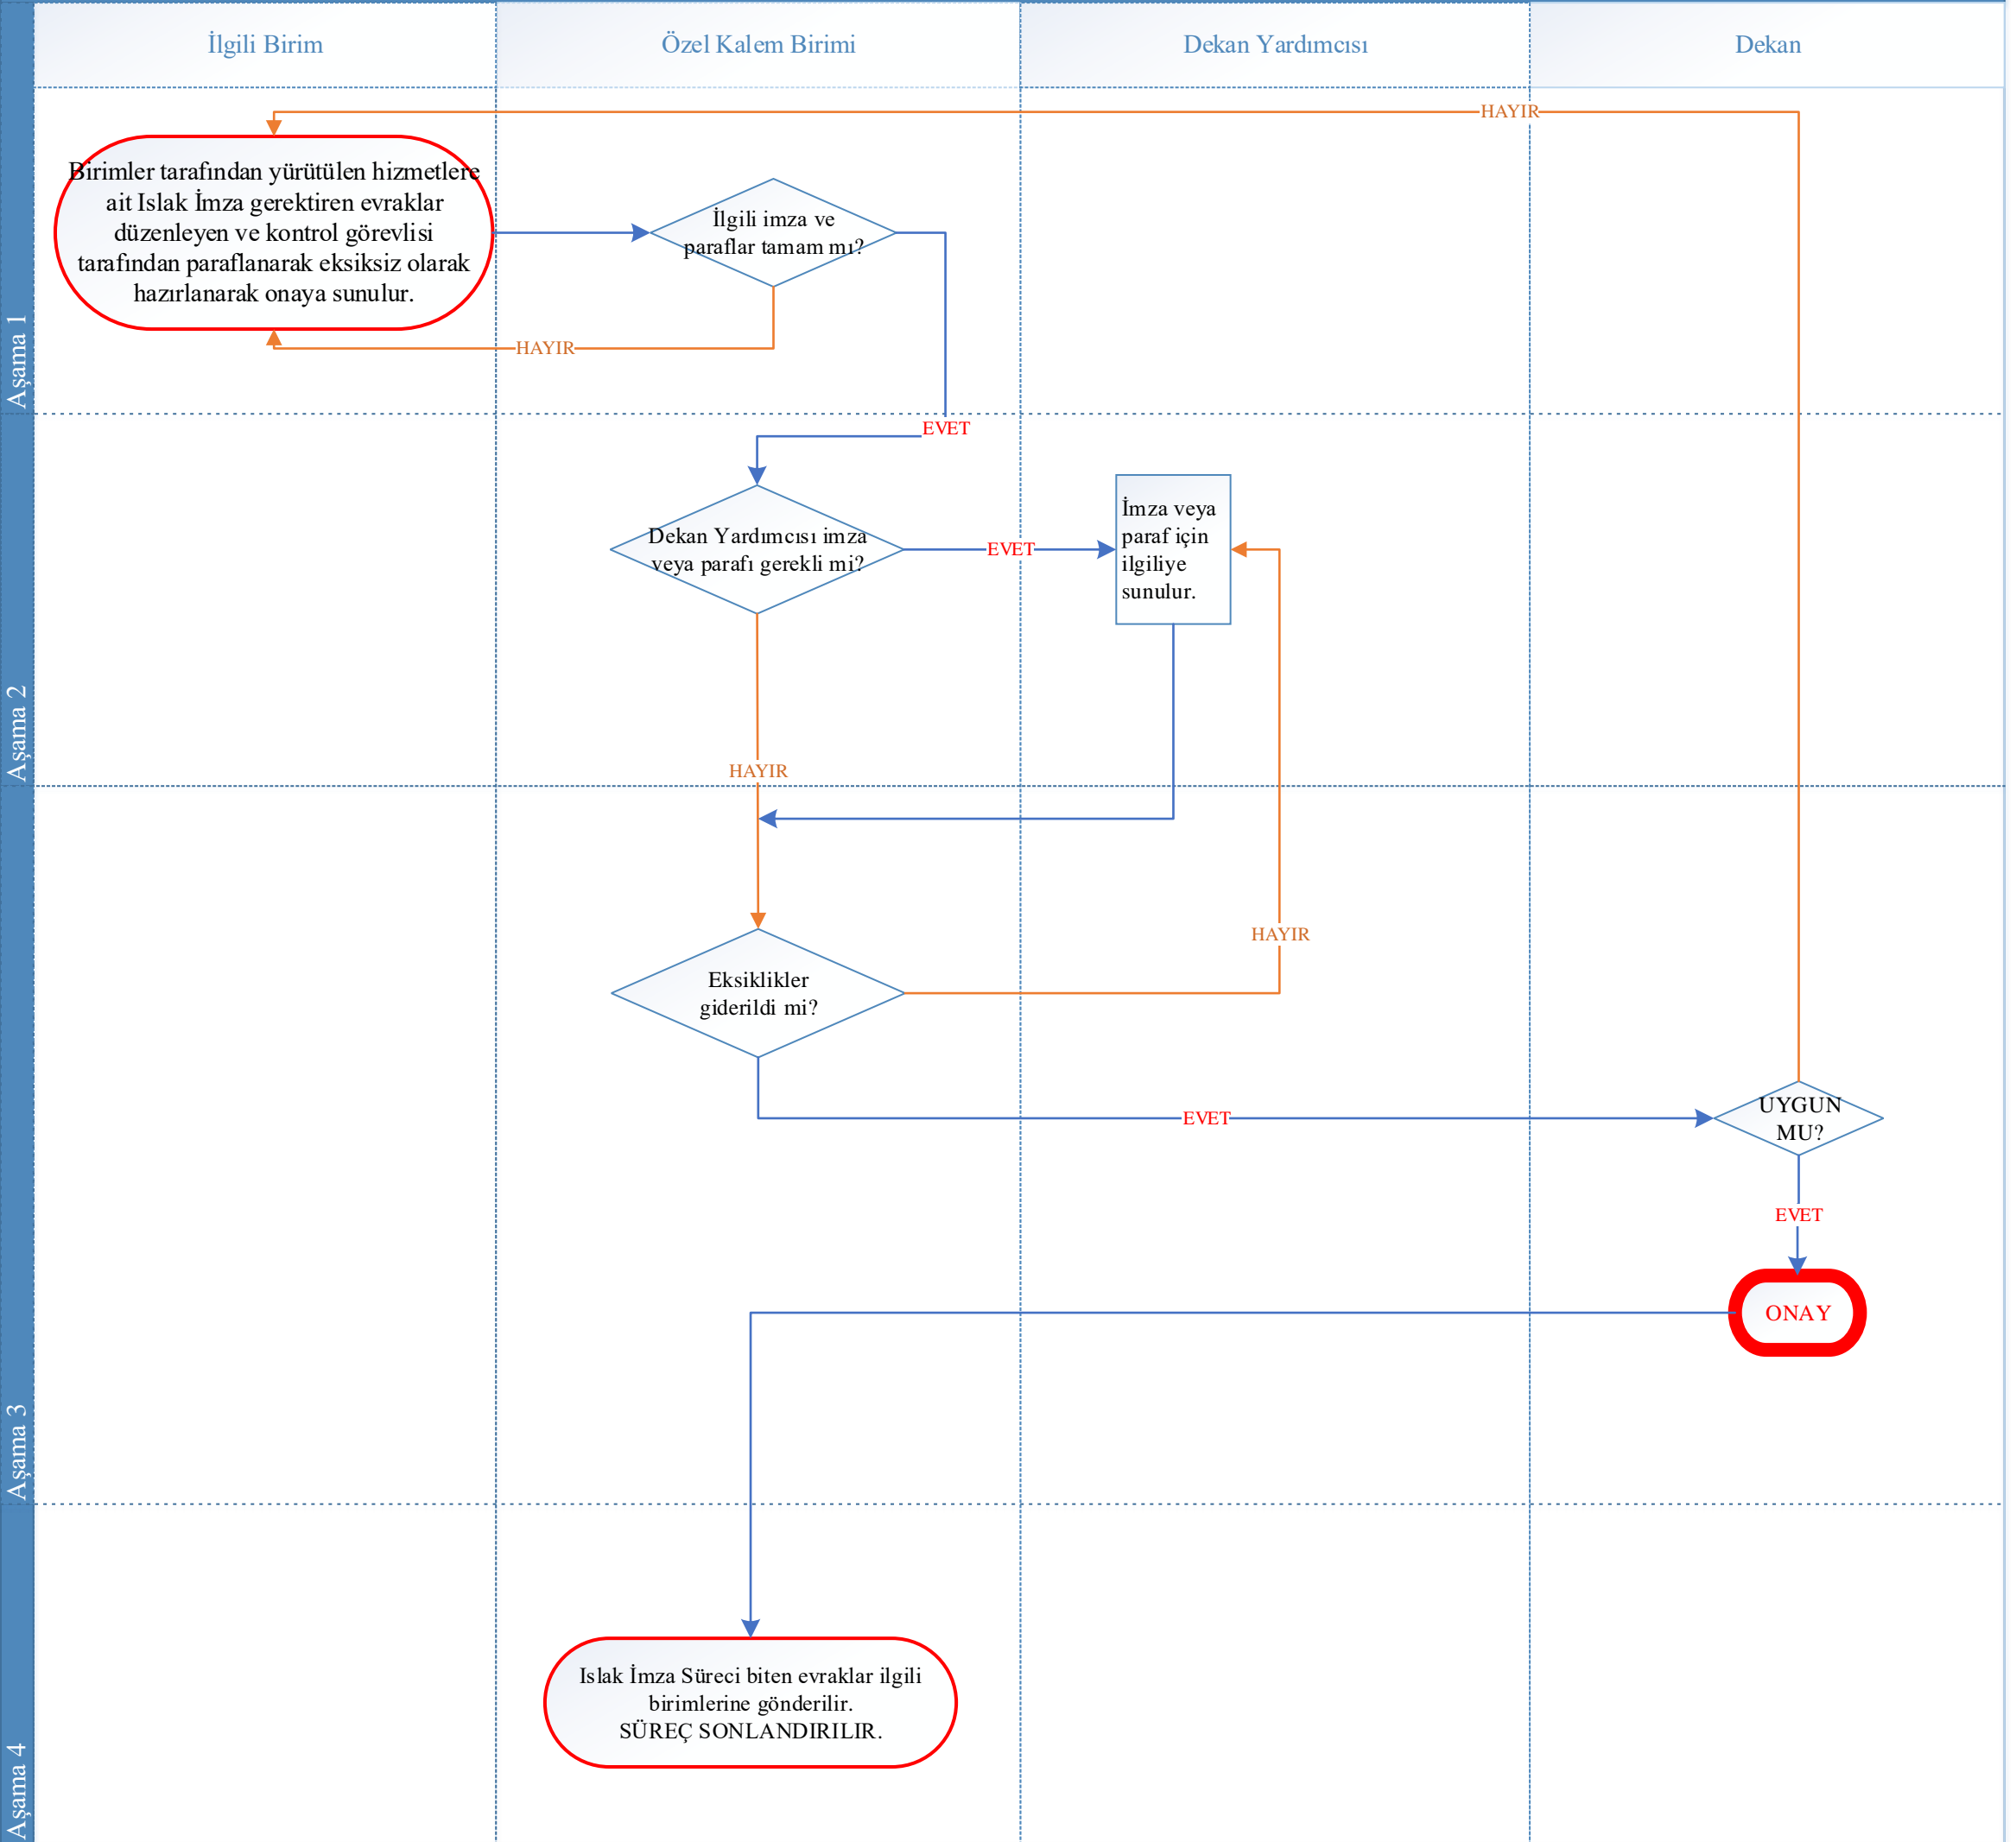 İlgili Birim
Özel Kalem Birimi
Dekan Yardımcısı
Dekan
HAYIR
Birimler tarafından yürütülen hizmetlere
ait Islak İmza gerektiren evraklar
düzenleyen ve kontrol görevlisi
tarafından paraflanarak eksiksiz olarak
hazırlanarak onaya sunulur.
İlgili imza ve
paraflar tamam mı?
HAYIR
Aşama 1
EVET
Dekan Yardımcısı imza
veya parafı gerekli mi?
EVET
İmza veya
paraf için
ilgiliye
sunulur.
HAYIR
Aşama 2
HAYIR
Eksiklikler
giderildi mi?
EVET
UYGUN
MU?
EVET
ONAY
Aşama 3
Islak İmza Süreci biten evraklar ilgili
birimlerine gönderilir.
SÜREÇ SONLANDIRILIR.
Aşama 4